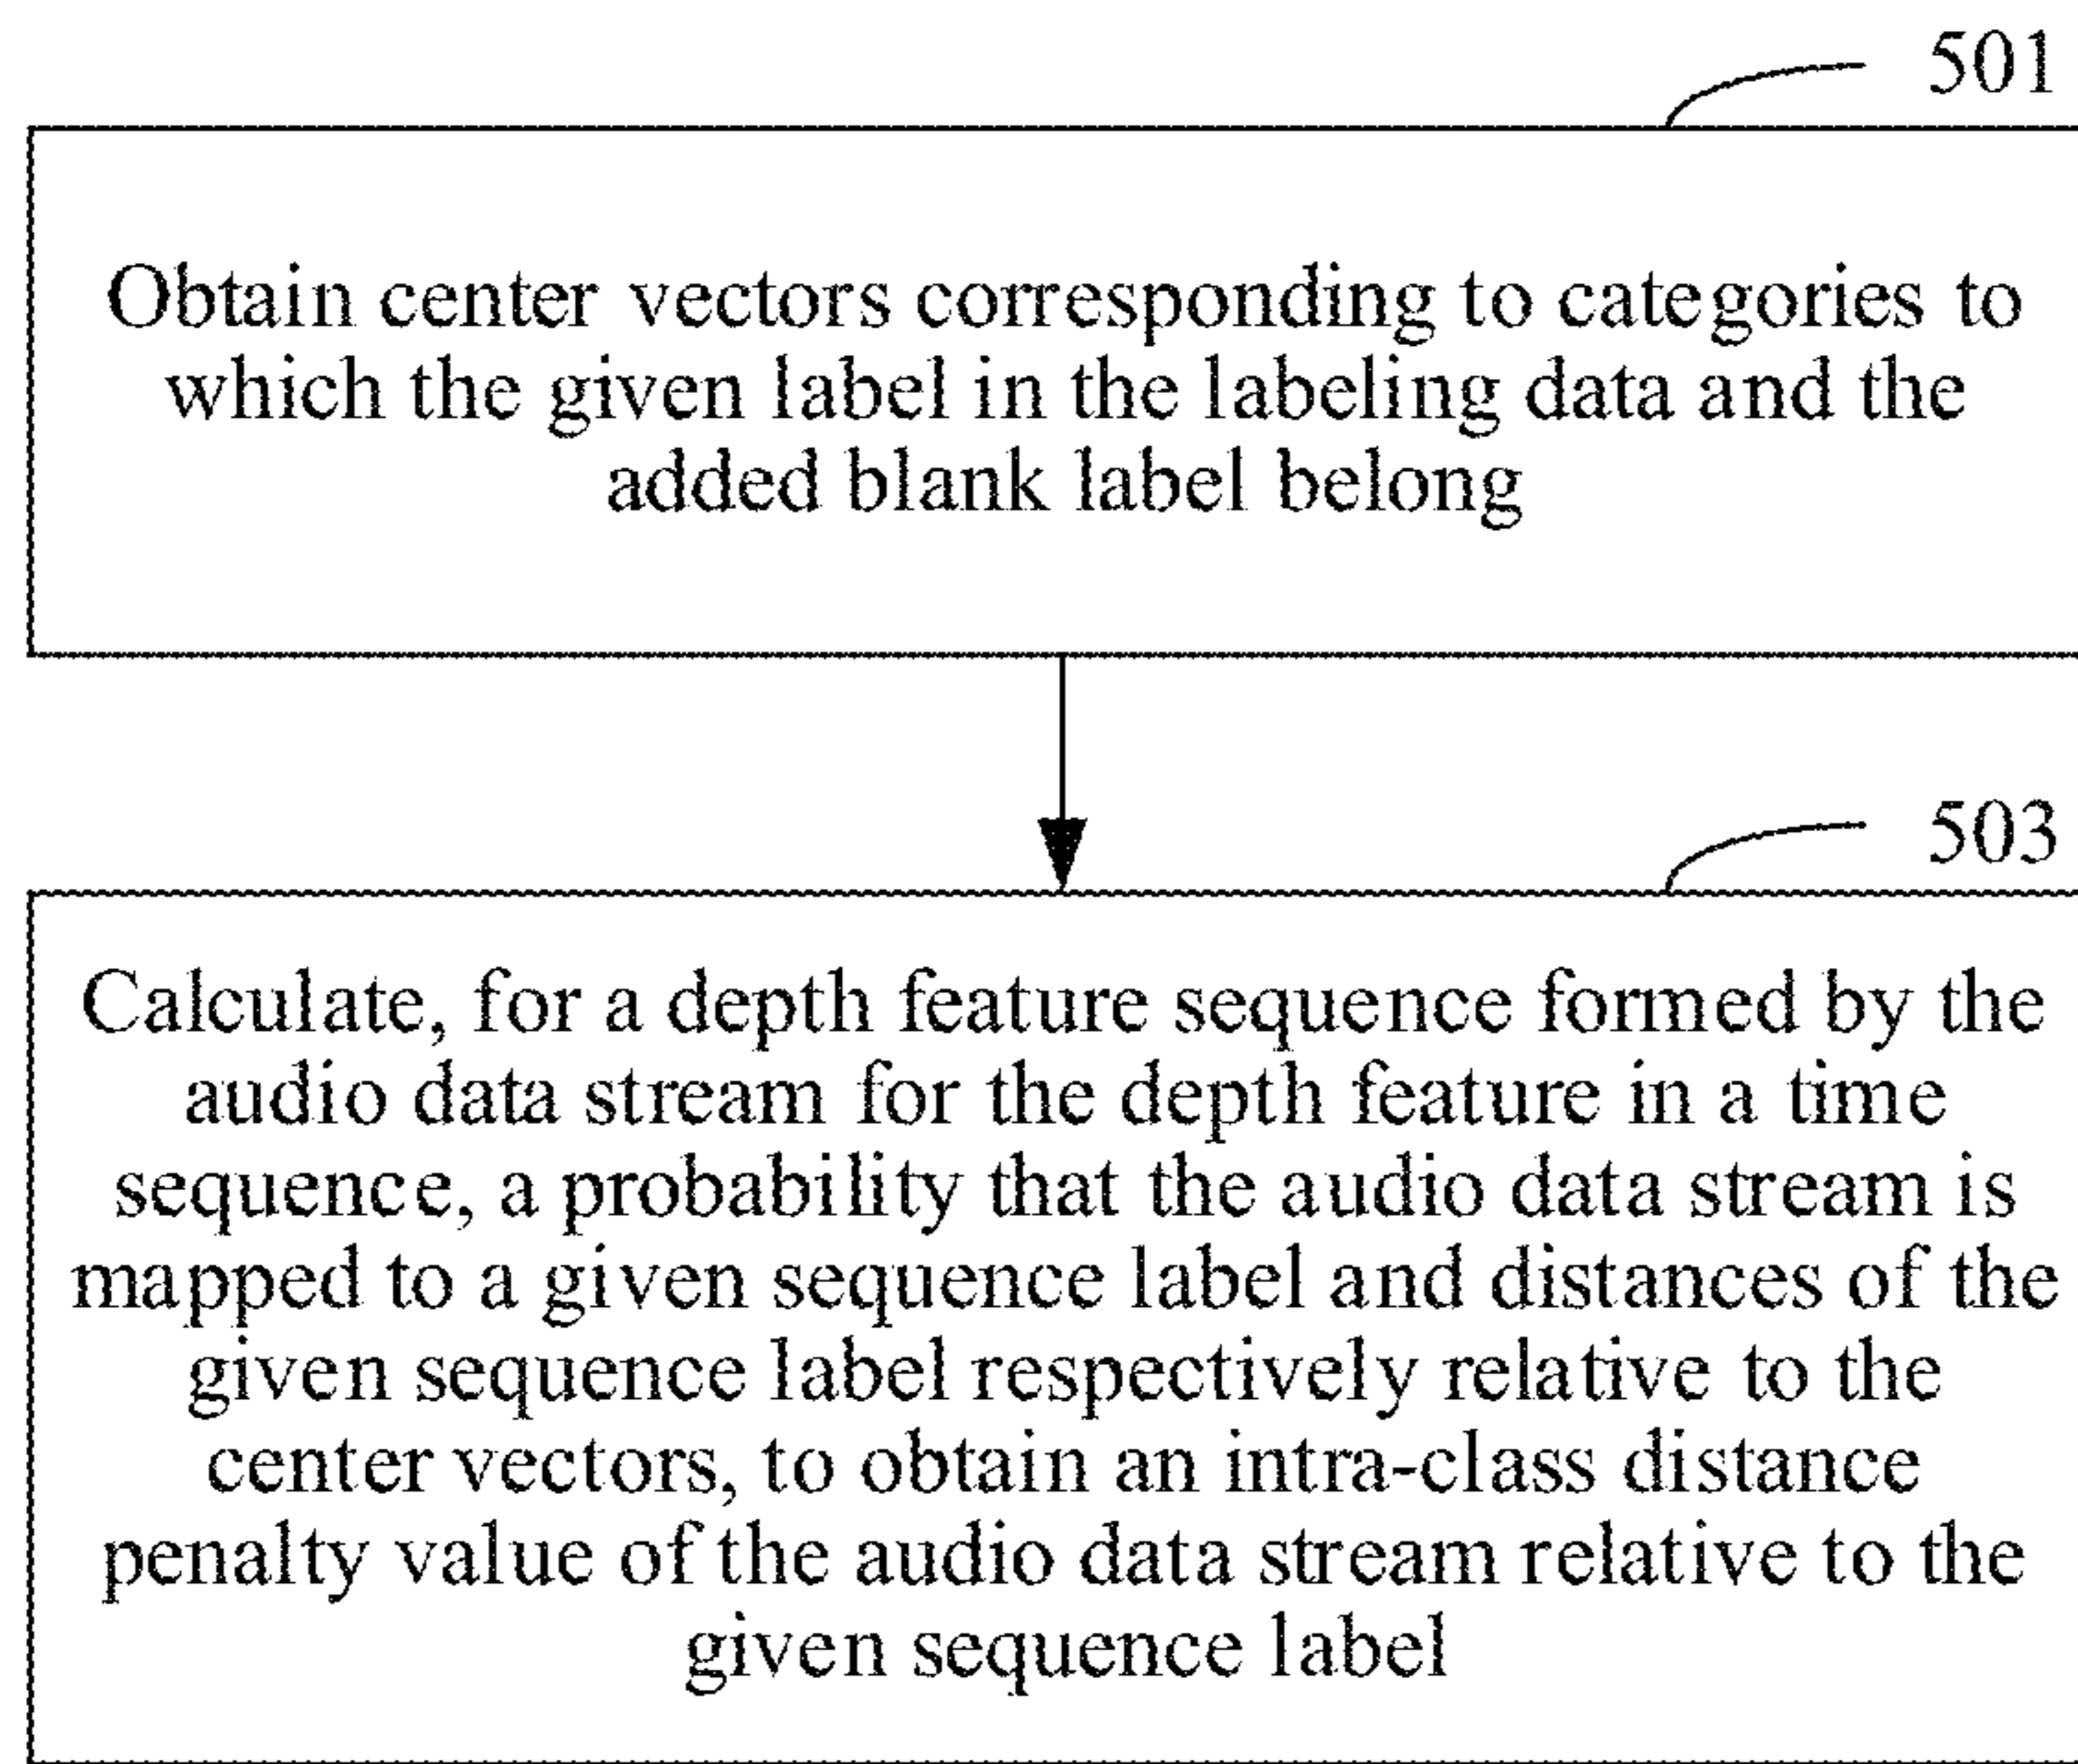 501
Obtain center vectors corresponding to categories to
which the given label in the labeling data and the
added blank label belong
503
Calculate, for a depth feature sequence formed by the
audio data stream for the depth feature in a time
sequence, a probability that the audio data stream is
mapped to a given sequence label and distances of the
given sequence label respectively relative to the
center vectors, to obtain an intra-class distance
penalty value of the audio data stream relative to the
given sequence label